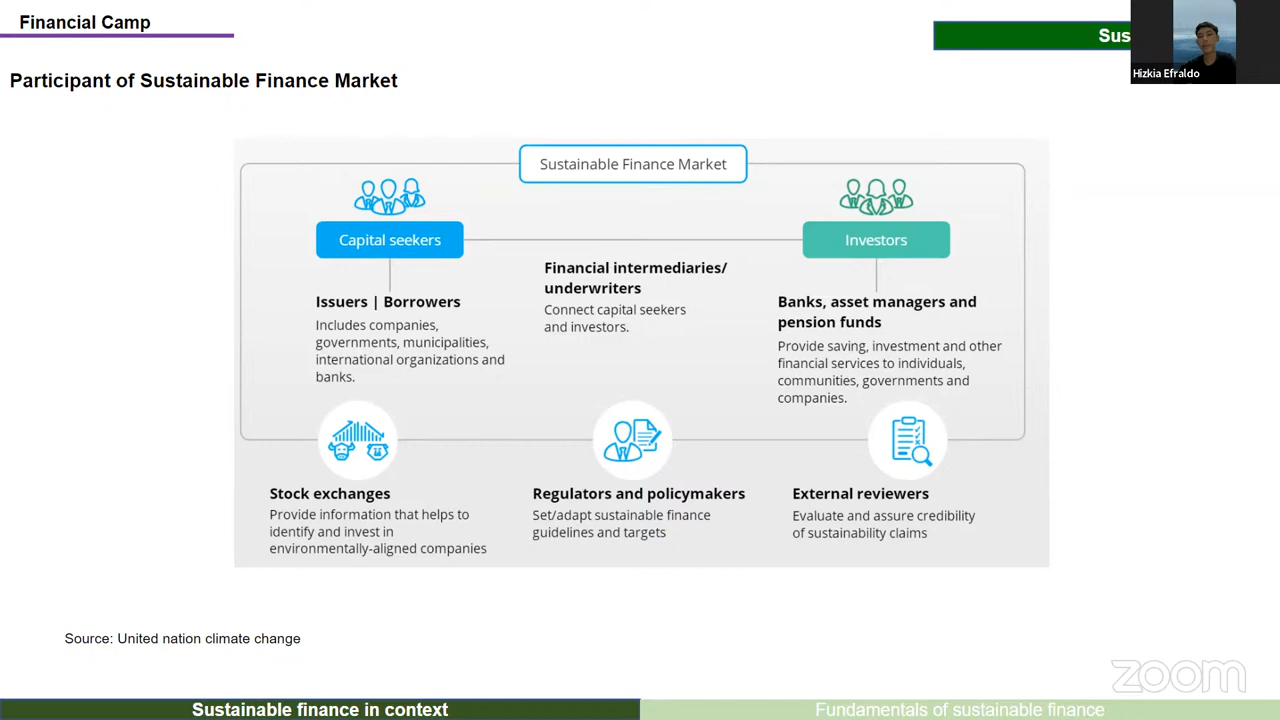 Financial Camp
Sus
Hizkia Efraldo
Participant of Sustainable Finance Market
Sustainable Finance Market
Capital seekers
Investors
Financial intermediaries/
underwriters
Connect capital seekers
and investors.
Issuers | Borrowers
Includes companies,
governments, municipalities,
international organizations and
banks.
Banks, asset managers and
pension funds
Provide saving, investment and other
financial services to individuals,
communities, governments and
companies.
Stock exchanges
Provide information that helps to
identify and invest in
environmentally-aligned companies
Regulators and policymakers
Set/adapt sustainable finance
guidelines and targets
External reviewers
Evaluate and assure credibility
of sustainability claims
Source: United nation climate change
zoom
Sustainable finance in context
Fundamentals of sustainable finance